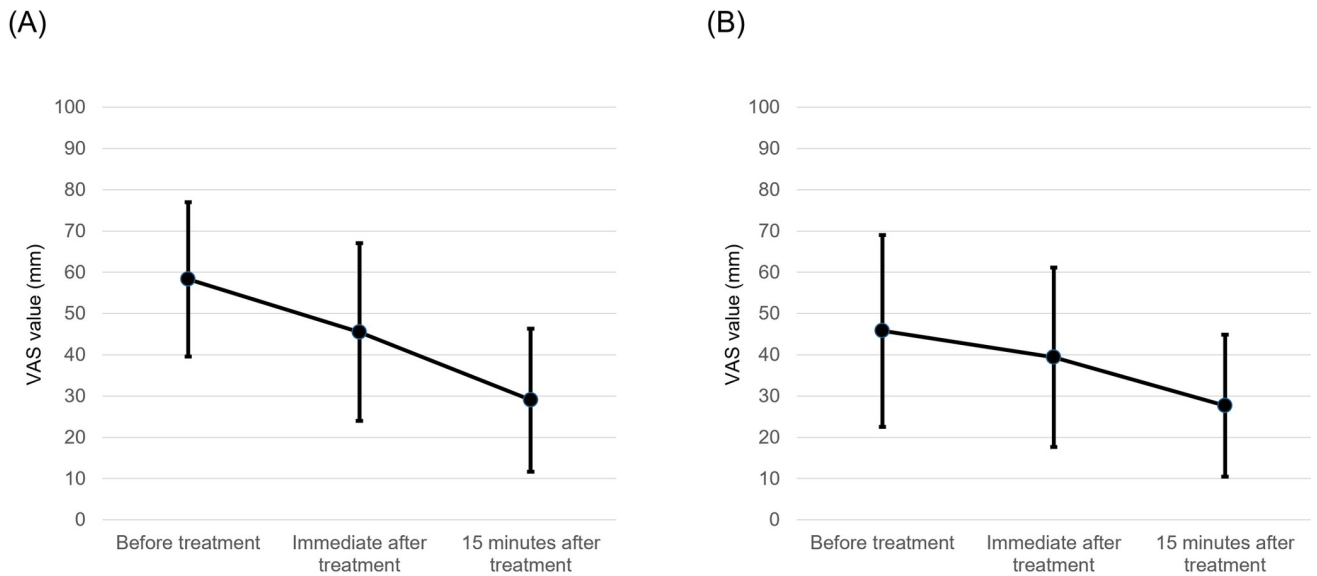 (A)
100
90
80
70
60
50
40
30
20
10
0
VAS value (mm)
Before treatment
Immediate after
treatment
15 minutes after
treatment
(B)
100
90
80
70
60
50
40
30
20
10
0
VAS value (mm)
Before treatment
Immediate after
treatment
15 minutes after
treatment